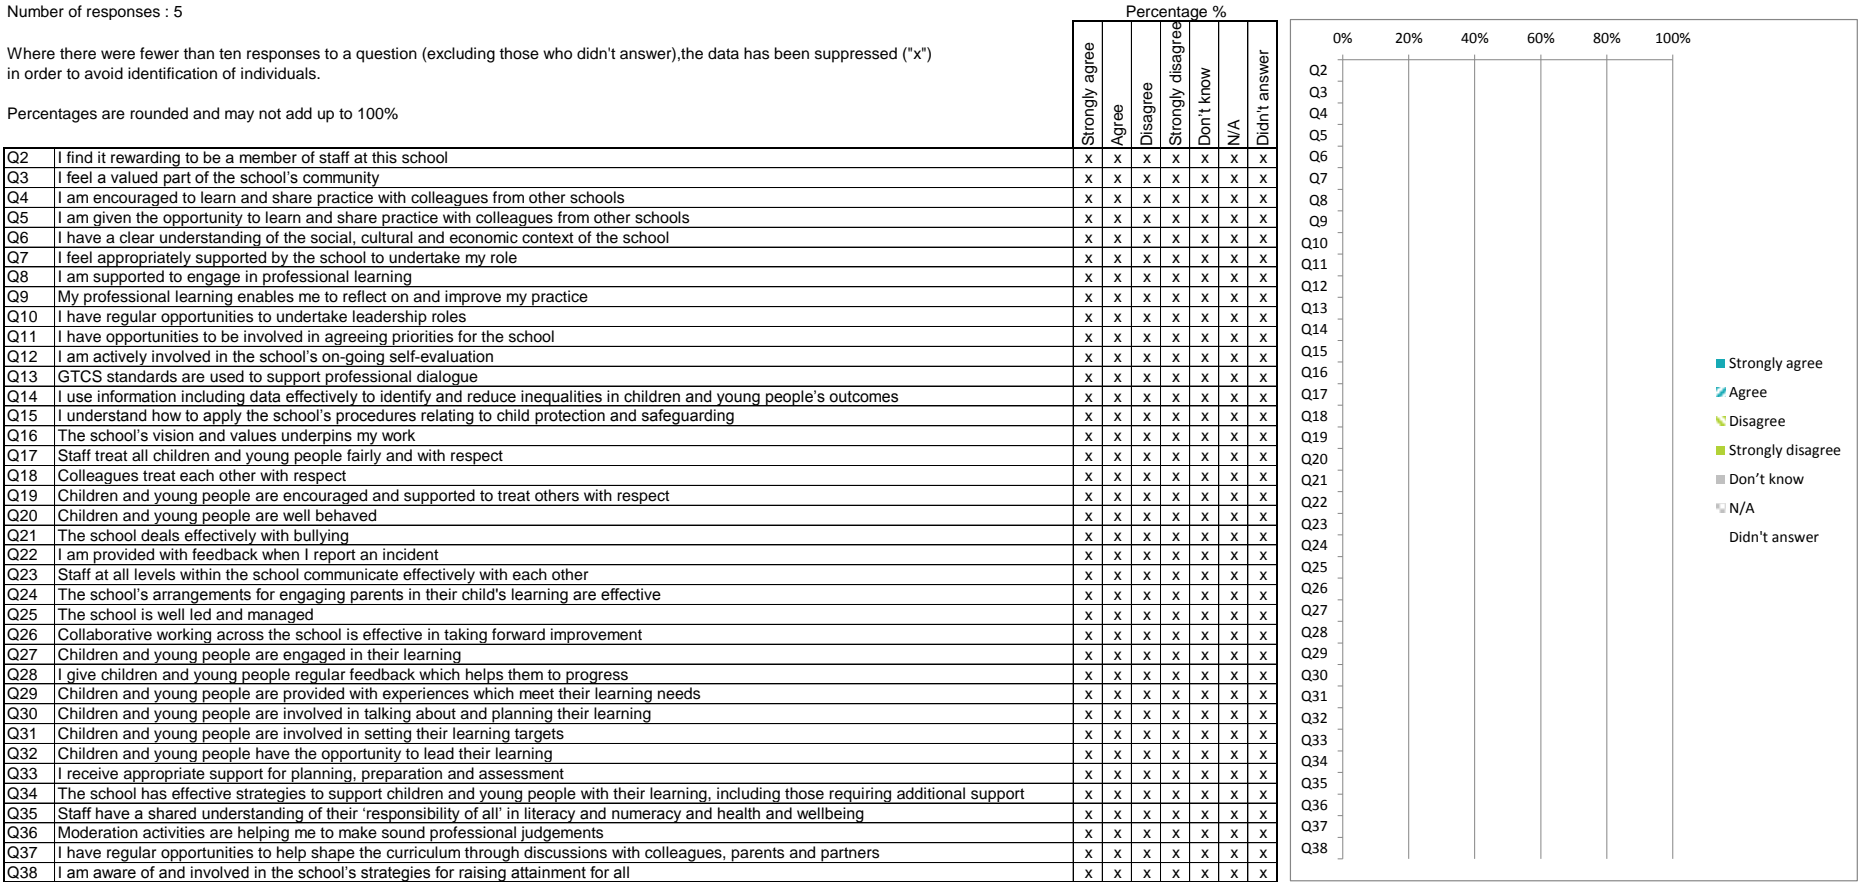 Number of responses : 5
Percentage %
Where there were fewer than ten responses to a question (excluding those who didn't answer),the data has been suppressed ("x")
in order to avoid identification of individuals.
Percentages are rounded and may not add up to 100%
Strongly agree
Agree
Disagree
Strongly disagree
Don't know
N/A
Didn't answer
Q2 I find it rewarding to be a member of staff at this school x x x x x x x
Q3 I feel a valued part of the school’s community x x x x x x x
Q4 I am encouraged to learn and share practice with colleagues from other schools x x x x x x x
Q5 I am given the opportunity to learn and share practice with colleagues from other schools x x x x x x x
Q6 I have a clear understanding of the social, cultural and economic context of the school x x x x x x x
Q7 I feel appropriately supported by the school to undertake my role x x x x x x x
Q8 I am supported to engage in professional learning x x x x x x x
Q9 My professional learning enables me to reflect on and improve my practice x x x x x x x
Q10 I have regular opportunities to undertake leadership roles x x x x x x x
Q11 I have opportunities to be involved in agreeing priorities for the school x x x x x x x
Q12 I am actively involved in the school’s on-going self-evaluation x x x x x x x
Q13 GTCS standards are used to support professional dialogue x x x x x x x
Q14 I use information including data effectively to identify and reduce inequalities in children and young people’s outcomes x x x x x x x
Q15 I understand how to apply the school’s procedures relating to child protection and safeguarding x x x x x x x
Q16 The school’s vision and values underpins my work x x x x x x x
Q17 Staff treat all children and young people fairly and with respect x x x x x x x
Q18 Colleagues treat each other with respect x x x x x x x
Q19 Children and young people are encouraged and supported to treat others with respect x x x x x x x
Q20 Children and young people are well behaved x x x x x x x
Q21 The school deals effectively with bullying x x x x x x x
Q22 I am provided with feedback when I report an incident x x x x x x x
Q23 Staff at all levels within the school communicate effectively with each other x x x x x x x
Q24 The school’s arrangements for engaging parents in their child's learning are effective x x x x x x x
Q25 The school is well led and managed x x x x x x x
Q26 Collaborative working across the school is effective in taking forward improvement x x x x x x x
Q27 Children and young people are engaged in their learning x x x x x x x
Q28 I give children and young people regular feedback which helps them to progress x x x x x x x
Q29 Children and young people are provided with experiences which meet their learning needs x x x x x x x
Q30 Children and young people are involved in talking about and planning their learning x x x x x x x
Q31 Children and young people are involved in setting their learning targets x x x x x x x
Q32 Children and young people have the opportunity to lead their learning x x x x x x x
Q33 I receive appropriate support for planning, preparation and assessment x x x x x x x
Q34 The school has effective strategies to support children and young people with their learning, including those requiring additional support x x x x x x x
Q35 Staff have a shared understanding of their ‘responsibility of all’ in literacy and numeracy and health and wellbeing x x x x x x x
Q36 Moderation activities are helping me to make sound professional judgements x x x x x x x
Q37 I have regular opportunities to help shape the curriculum through discussions with colleagues, parents and partners x x x x x x x
Q38 I am aware of and involved in the school’s strategies for raising attainment for all x x x x x x x
0% 20% 40% 60% 80% 100%
Q2
Q3
Q4
Q5
Q6
Q7
Q8
Q9
Q10
Q11
Q12
Q13
Q14
Q15
Q16
Q17
Q18
Q19
Q20
Q21
Q22
Q23
Q24
Q25
Q26
Q27
Q28
Q29
Q30
Q31
Q32
Q33
Q34
Q35
Q36
Q37
Q38
Strongly agree
Agree
Disagree
Strongly disagree
Don’t know
N/A
Didn't answer